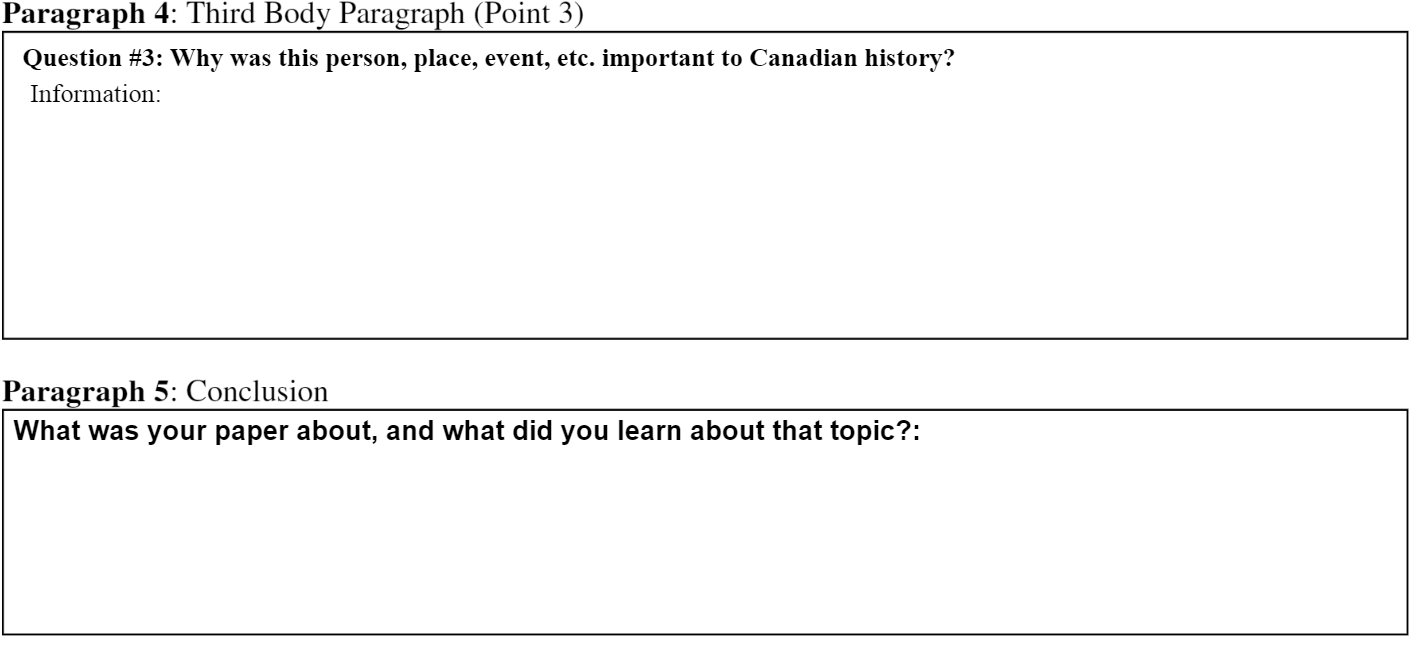 Paragraph 4: Third Body Paragraph (Point 3)
Question #3: Why was this person, place, event, etc. important to Canadian history?
Information:
Paragraph 5: Conclusion
What was your paper about, and what did you learn about that topic?: